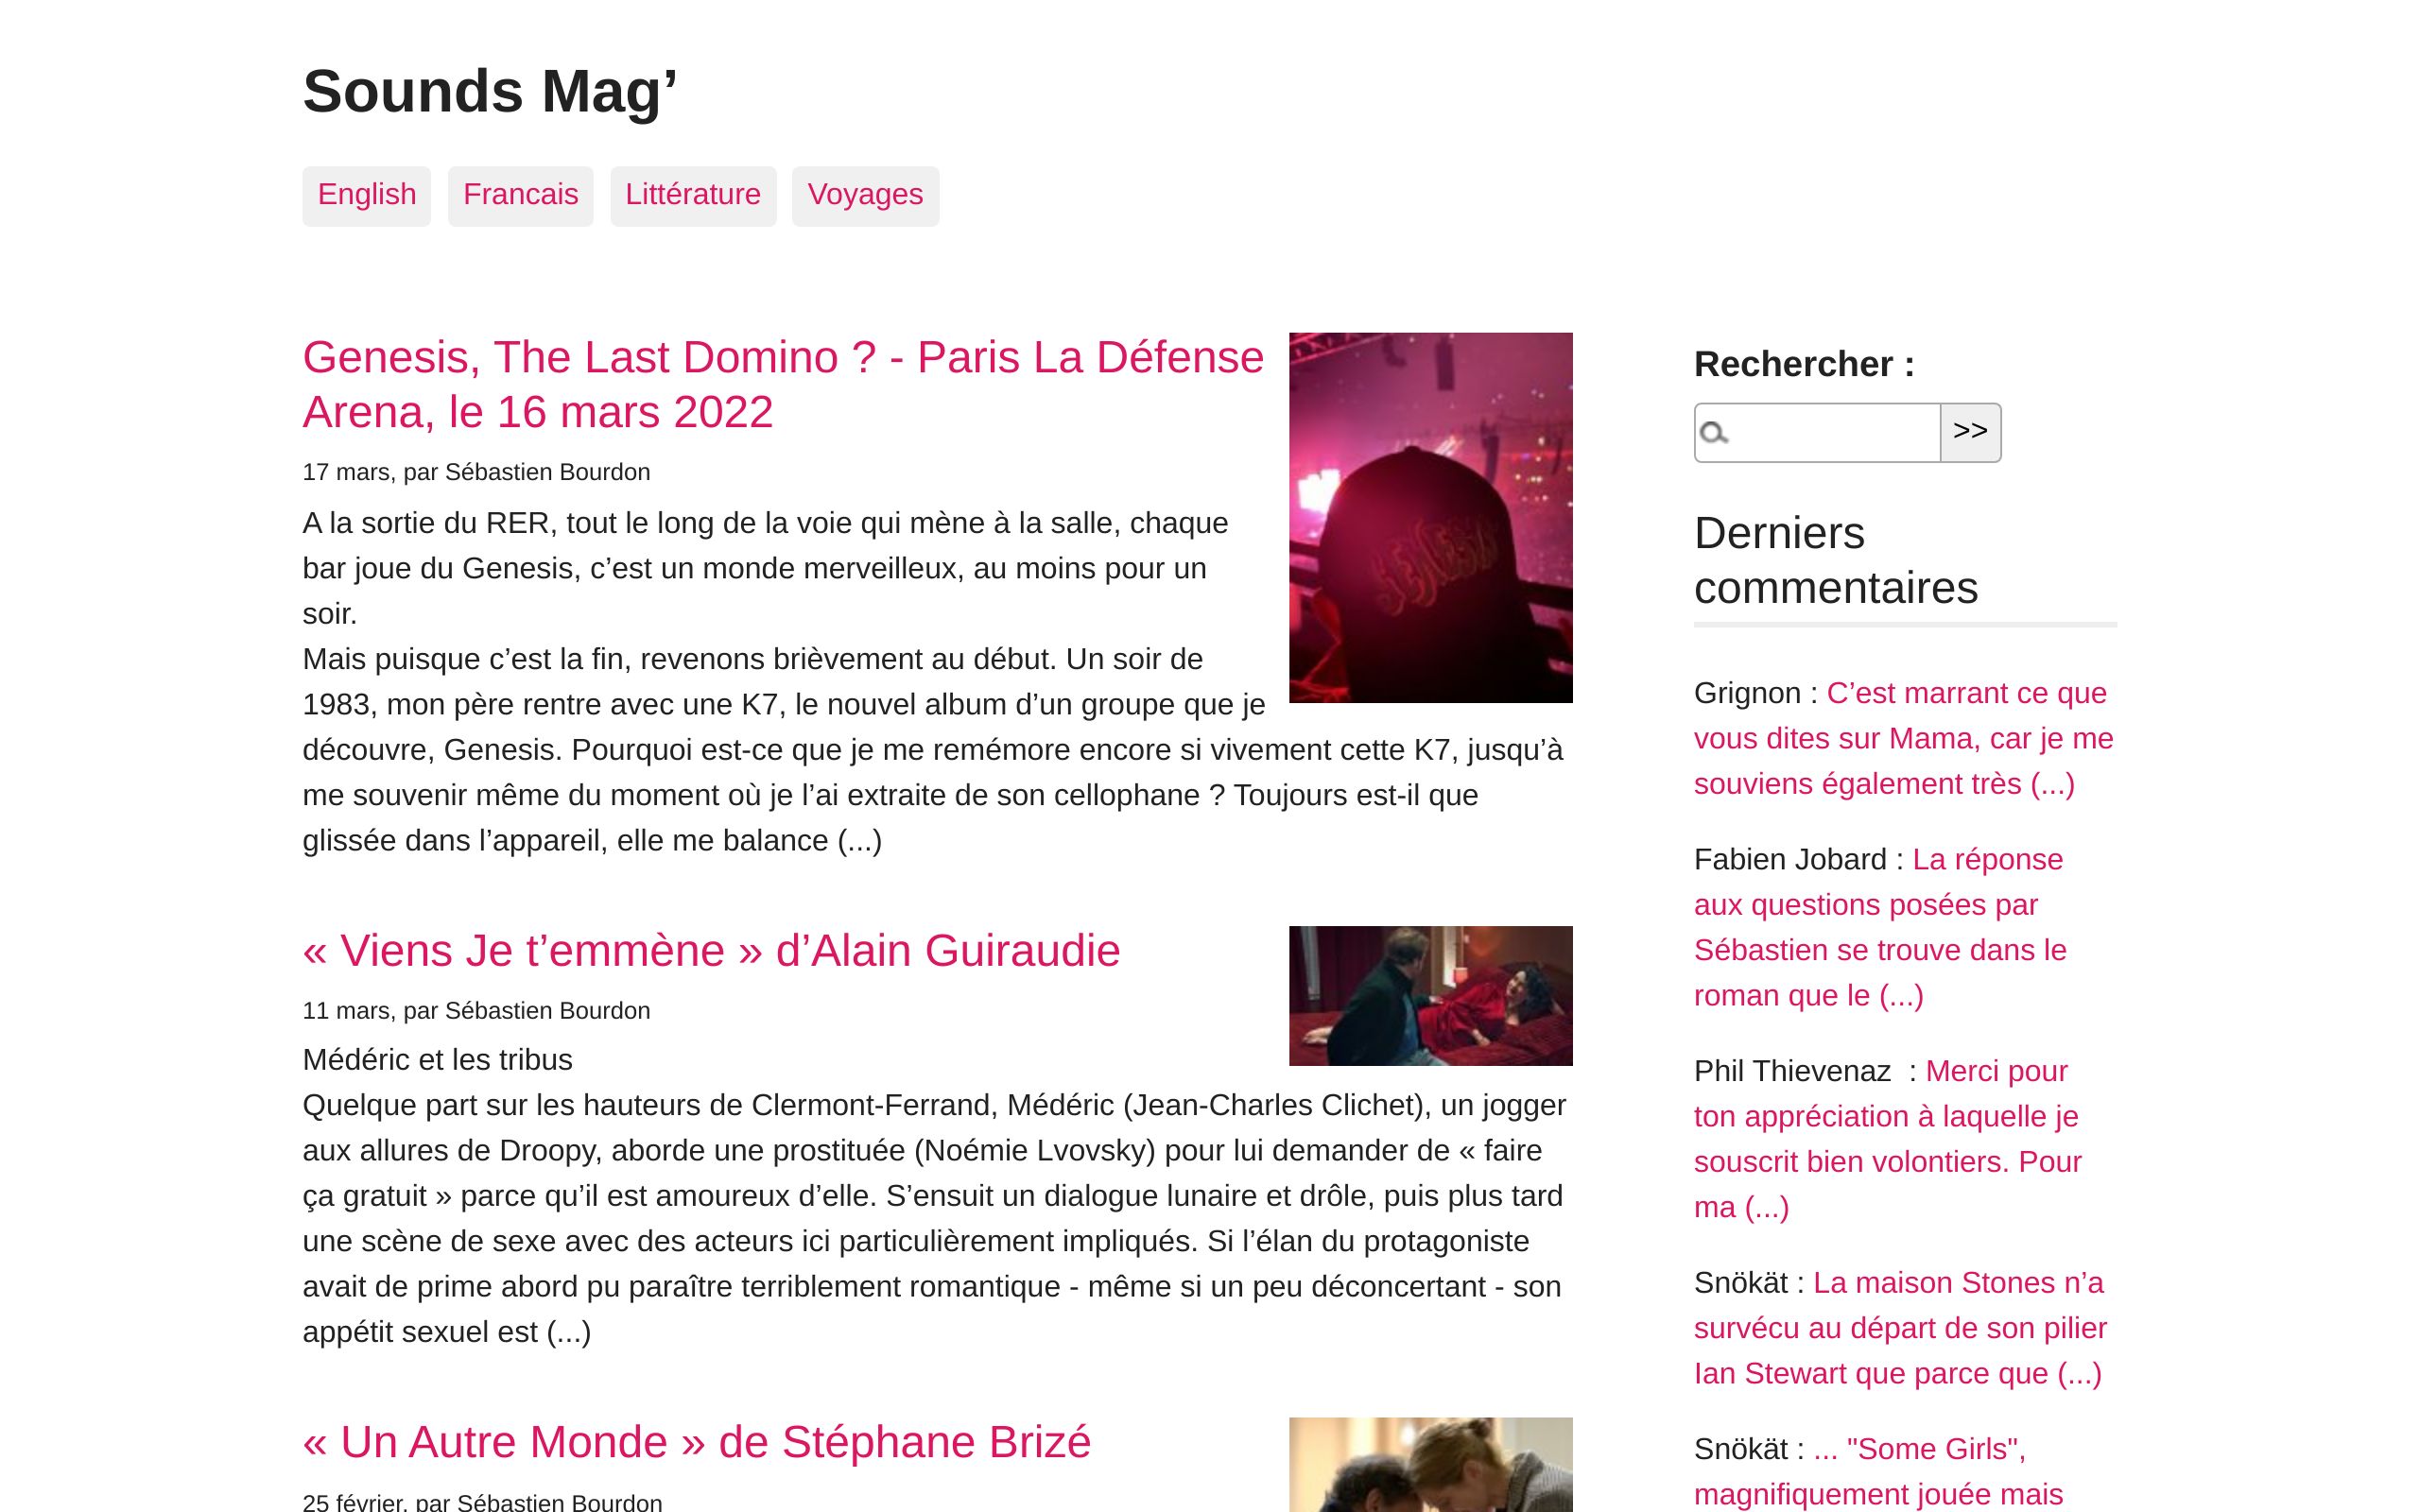 Sounds Mag’
English Francais Littérature Voyages
Genesis, The Last Domino ? - Paris La Défense
Arena, le 16 mars 2022
17 mars, par Sébastien Bourdon
A la sortie du RER, tout le long de la voie qui mène à la salle, chaque
bar joue du Genesis, c’est un monde merveilleux, au moins pour un
soir.
Mais puisque c’est la fin, revenons brièvement au début. Un soir de
1983, mon père rentre avec une K7, le nouvel album d’un groupe que je
découvre, Genesis. Pourquoi est-ce que je me remémore encore si vivement cette K7, jusqu’à
me souvenir même du moment où je l’ai extraite de son cellophane ? Toujours est-il que
glissée dans l’appareil, elle me balance (...)
GENESIS
« Viens Je t’emmène » d’Alain Guiraudie
11 mars, par Sébastien Bourdon
Médéric et les tribus
Quelque part sur les hauteurs de Clermont-Ferrand, Médéric (Jean-Charles Clichet), un jogger
aux allures de Droopy, aborde une prostituée (Noémie Lvovsky) pour lui demander de « faire
ça gratuit » parce qu’il est amoureux d’elle. S’ensuit un dialogue lunaire et drôle, puis plus tard
une scène de sexe avec des acteurs ici particulièrement impliqués. Si l’élan du protagoniste
avait de prime abord pu paraître terriblement romantique - même si un peu déconcertant - son
appétit sexuel est (...)
« Un Autre Monde » de Stéphane Brizé
25 février, par Sébastien Bourdon
Rechercher :
>>
Derniers
commentaires
Grignon : C’est marrant ce que
vous dites sur Mama, car je me
souviens également très (...)
Fabien Jobard : La réponse
aux questions posées par
Sébastien se trouve dans le
roman que le (...)
Phil Thievenaz  : Merci pour
ton appréciation à laquelle je
souscrit bien volontiers. Pour
ma (...)
Snökät : La maison Stones n’a
survécu au départ de son pilier
Ian Stewart que parce que (...)
Snökät : ... "Some Girls",
magnifiquement jouée mais